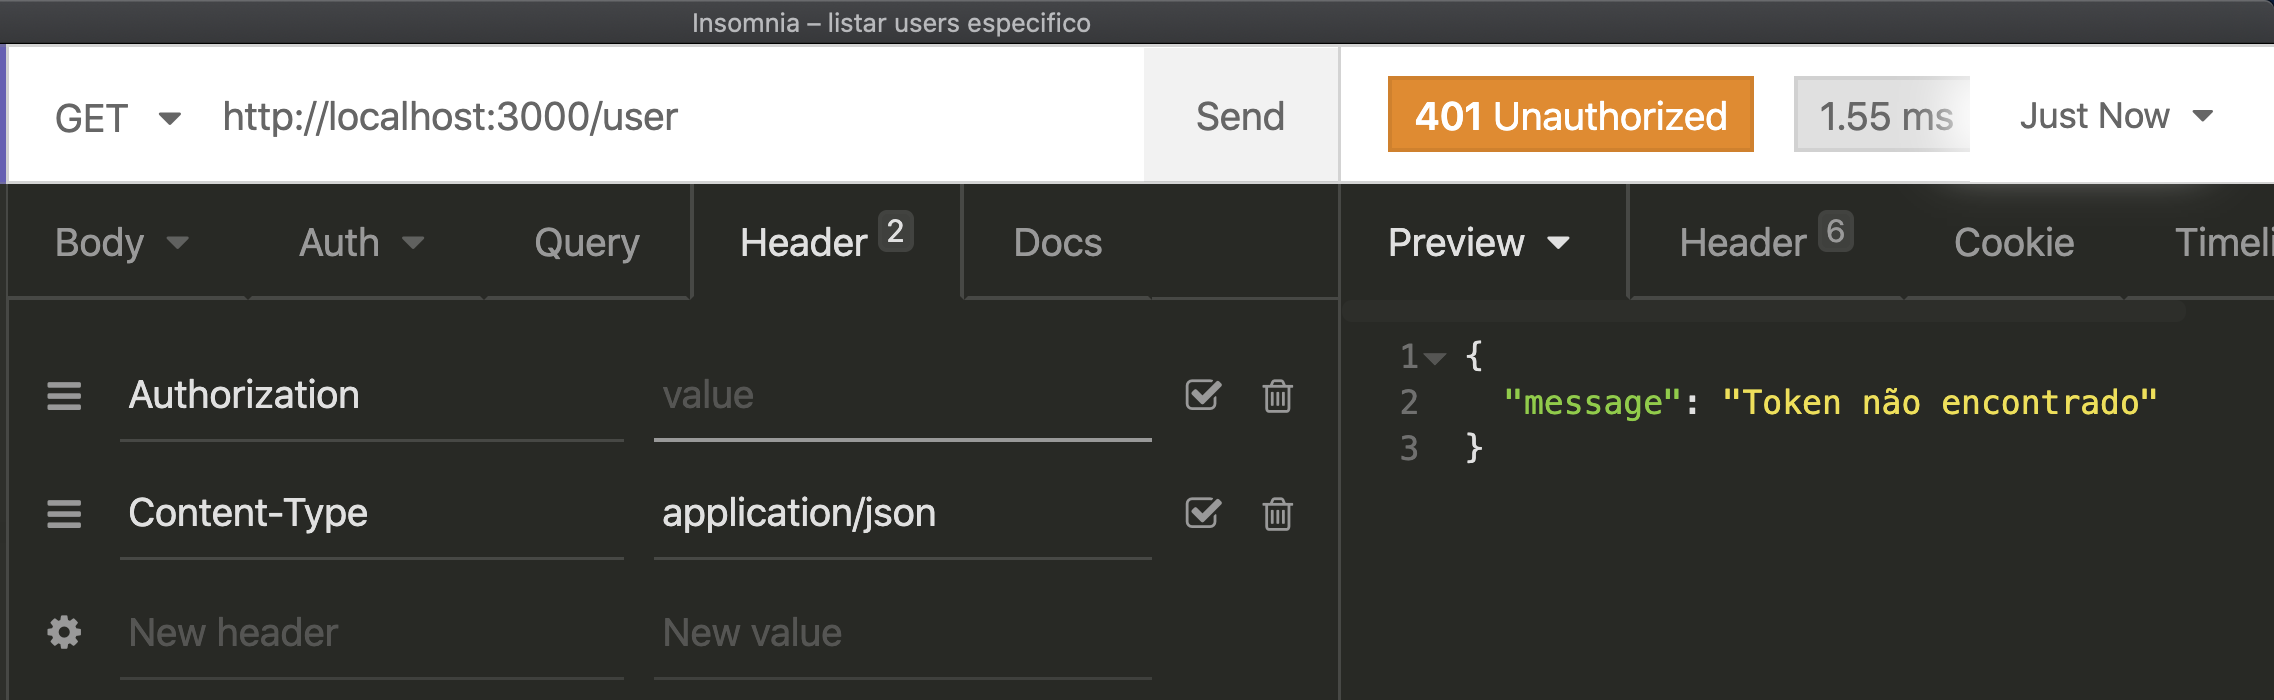 Insomnia – listar users especifico
GET http://localhost:3000/user Send
401 Unauthorized 1.55 ms Just Now
Body Auth Query Header 2 Docs
Preview Header 6 Cookie Timeli
Authorization value
Content-Type application/json
New header New value
1 {
2 "message": "Token não encontrado"
3 }